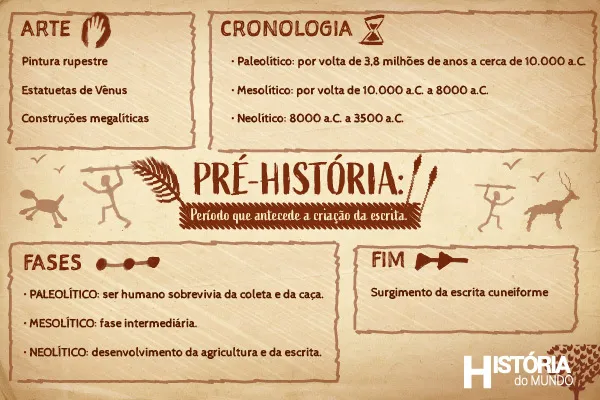 ARTE
Pintura rupestre
Estatuetas de Vênus
Construções megalíticas
CRONOLOGIA
· Paleolítico: por volta de 3,8 milhões de anos a cerca de 10.000 a.C.
· Mesolítico: por volta de 10.000 a.C. a 8000 a.C.
· Neolítico: 8000 a.C. a 3500 a.C.
PRÉ-HISTÓRIA:
Período que antecede a criação da escrita.
FASES
· PALEOLÍTICO: ser humano sobrevivia da coleta e da caça.
· MESOLÍTICO: fase intermediária.
· NEOLÍTICO: desenvolvimento da agricultura e da escrita.
FIM
Surgimento da escrita cuneiforme
HISTÓRIA
do MUNDO